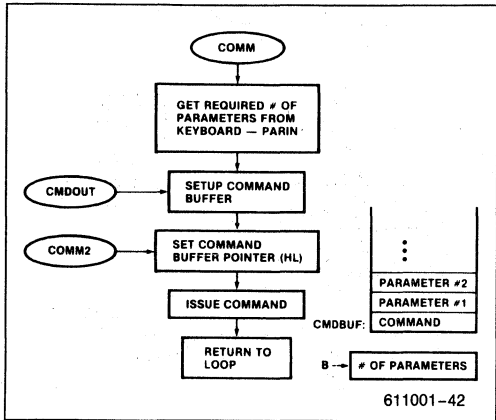 COMM
GET REQUIRED # OF
PARAMETERS FROM
KEYBOARD — PARIN
CMDOUT
SETUP COMMAND
BUFFER
COMM2
SET COMMAND
BUFFER POINTER (HL)
ISSUE COMMAND
RETURN TO
LOOP
PARAMETER #2
PARAMETER #1
CMDBUF: COMMAND
B --→ # OF PARAMETERS
611001–42